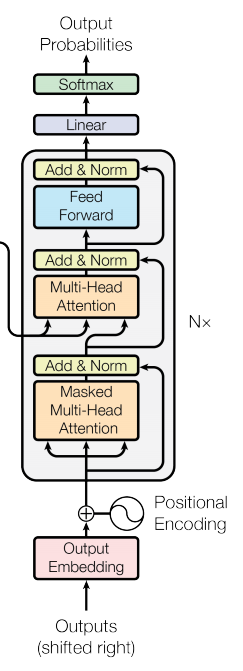 Output
Probabilities
Softmax
Linear
Add & Norm
Feed
Forward
Add & Norm
Multi-Head
Attention
N×
Add & Norm
Masked
Multi-Head
Attention
Positional
Encoding
Output
Embedding
Outputs
(shifted right)